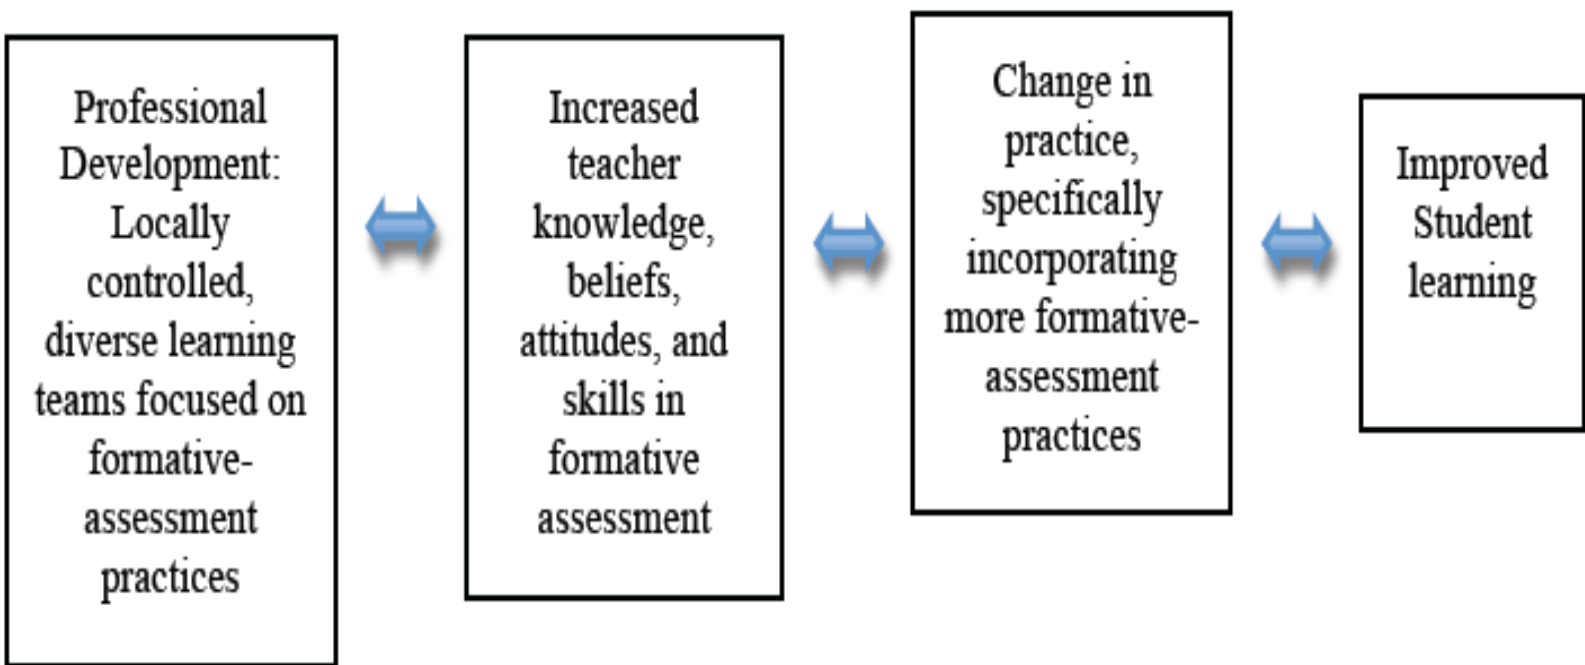 Professional
Development:
Locally
controlled,
diverse learning
teams focused on
formative-
assessment
practices
Increased
teacher
knowledge,
beliefs,
attitudes, and
skills in
formative
assessment
Change in
practice,
specifically
incorporating
more formative-
assessment
practices
Improved
Student
learning